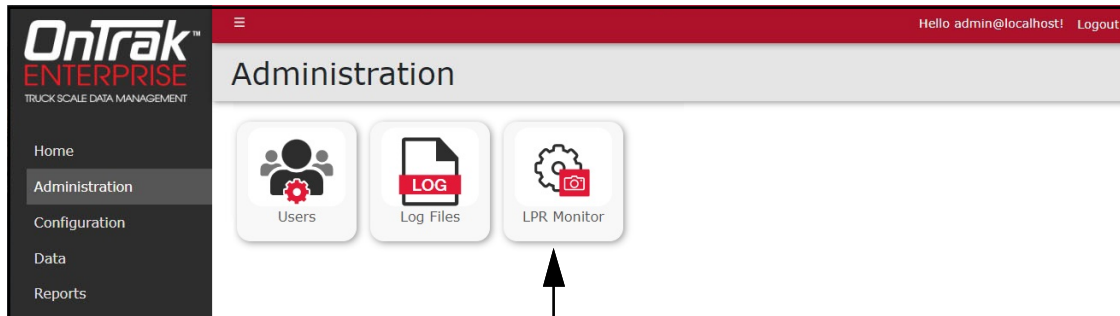 OnTrak™
ENTERPRISE
TRUCK SCALE DATA MANAGEMENT
☰ Hello admin@localhost! Logout
Administration
Home
Administration
Configuration
Data
Reports
LOG
Users Log Files LPR Monitor